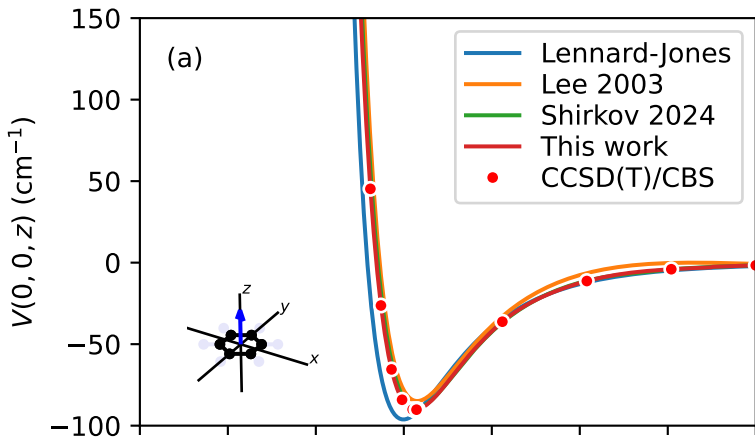 150
100
50
0
−50
−100
V(0, 0, z) (cm⁻¹)
(a)
Lennard-Jones
Lee 2003
Shirkov 2024
This work
CCSD(T)/CBS
z
y
x